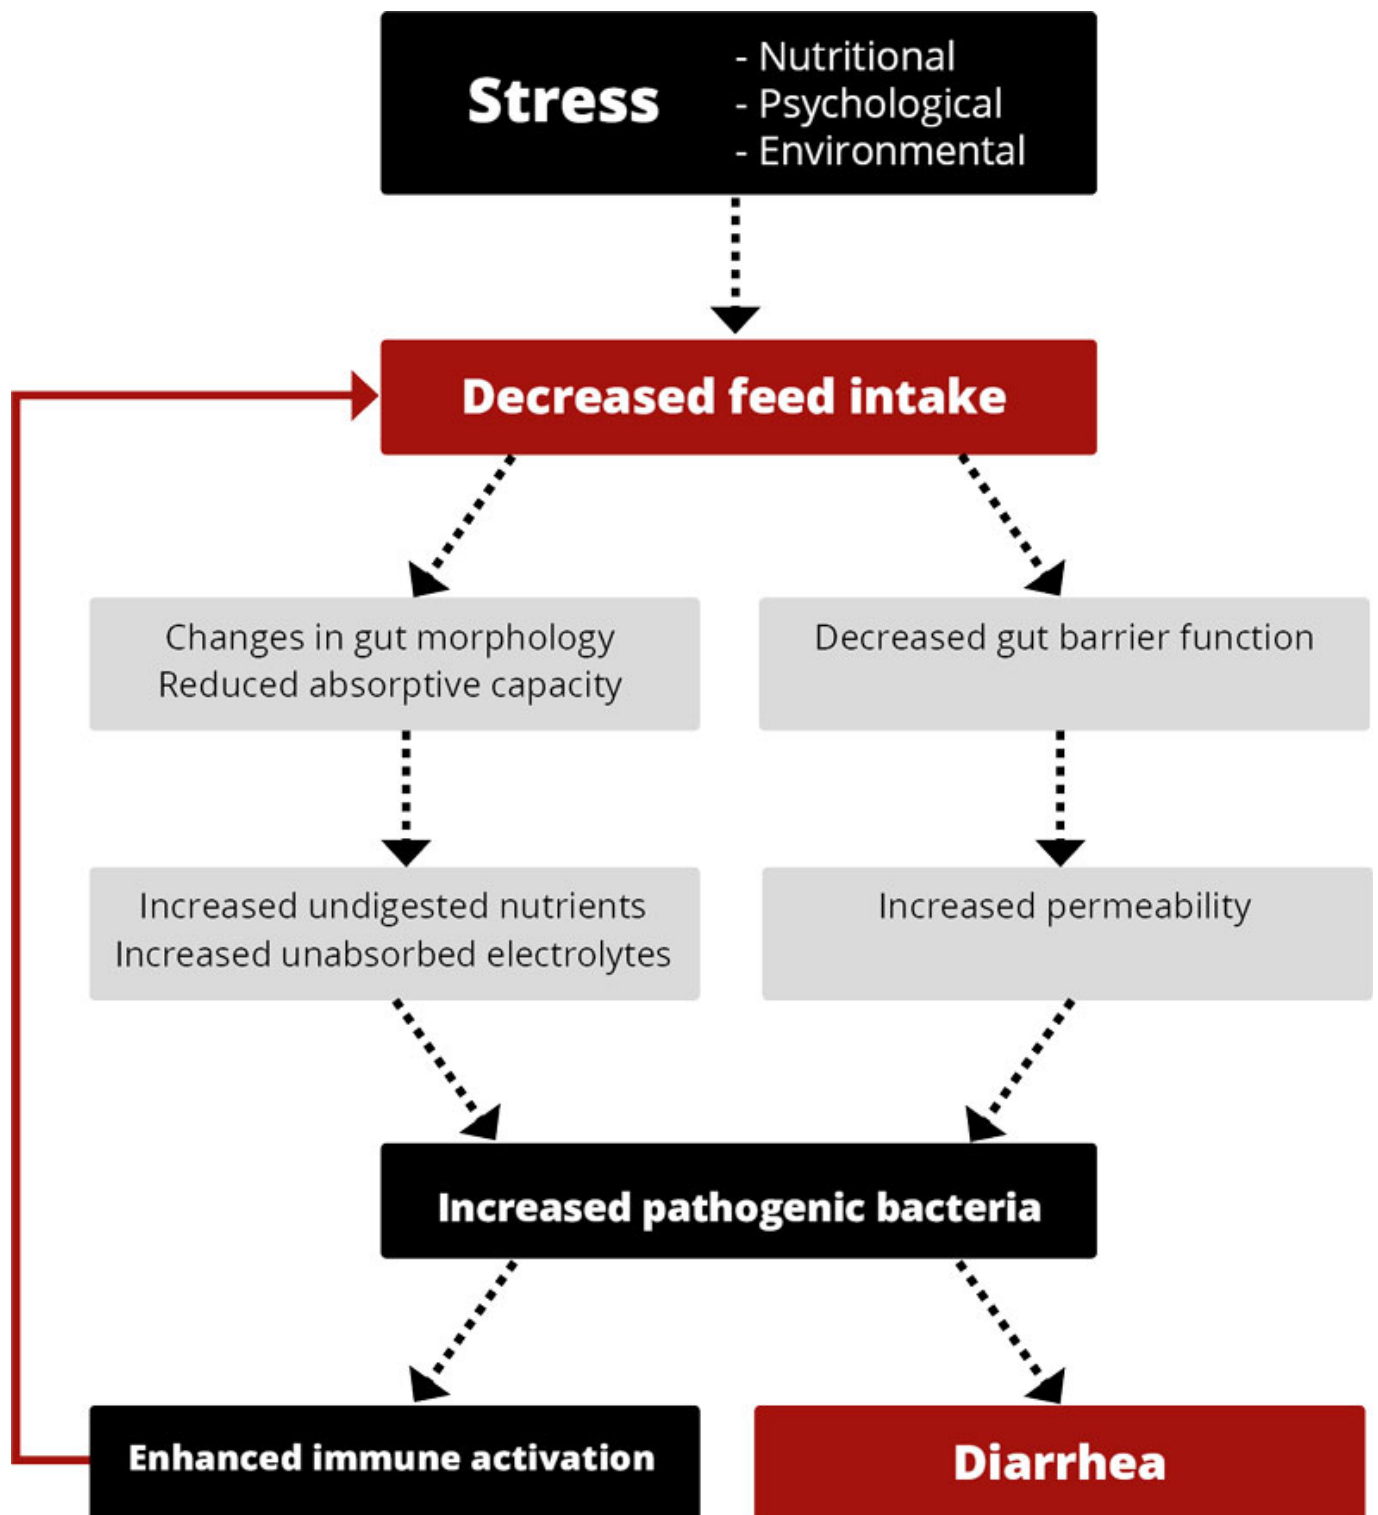 Stress
- Nutritional
- Psychological
- Environmental
Decreased feed intake
Changes in gut morphology
Reduced absorptive capacity
Decreased gut barrier function
Increased undigested nutrients
Increased unabsorbed electrolytes
Increased permeability
Increased pathogenic bacteria
Enhanced immune activation
Diarrhea